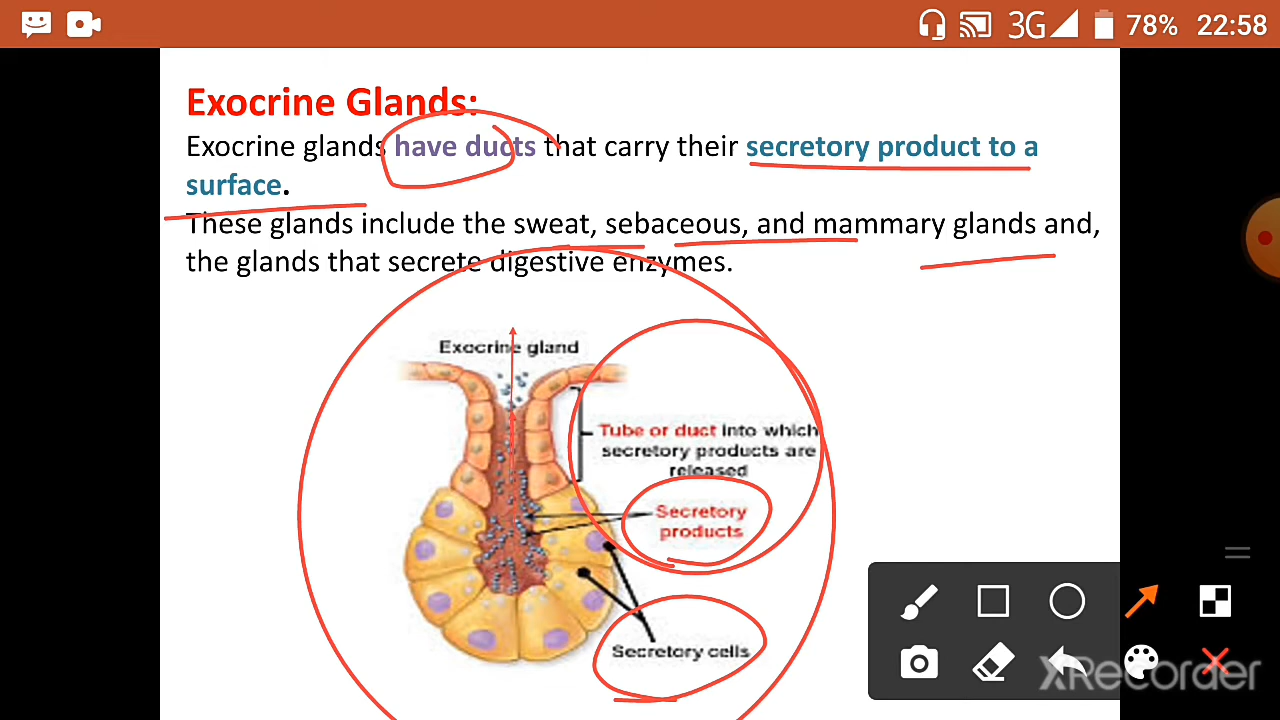 3G 78% 22:58
Exocrine Glands:
Exocrine glands have ducts that carry their secretory product to a
surface.
These glands include the sweat, sebaceous, and mammary glands and,
the glands that secrete digestive enzymes.
Exocrine gland
Tube or duct into which
secretory products are
released
Secretory
products
Secretory cells
XRecorder